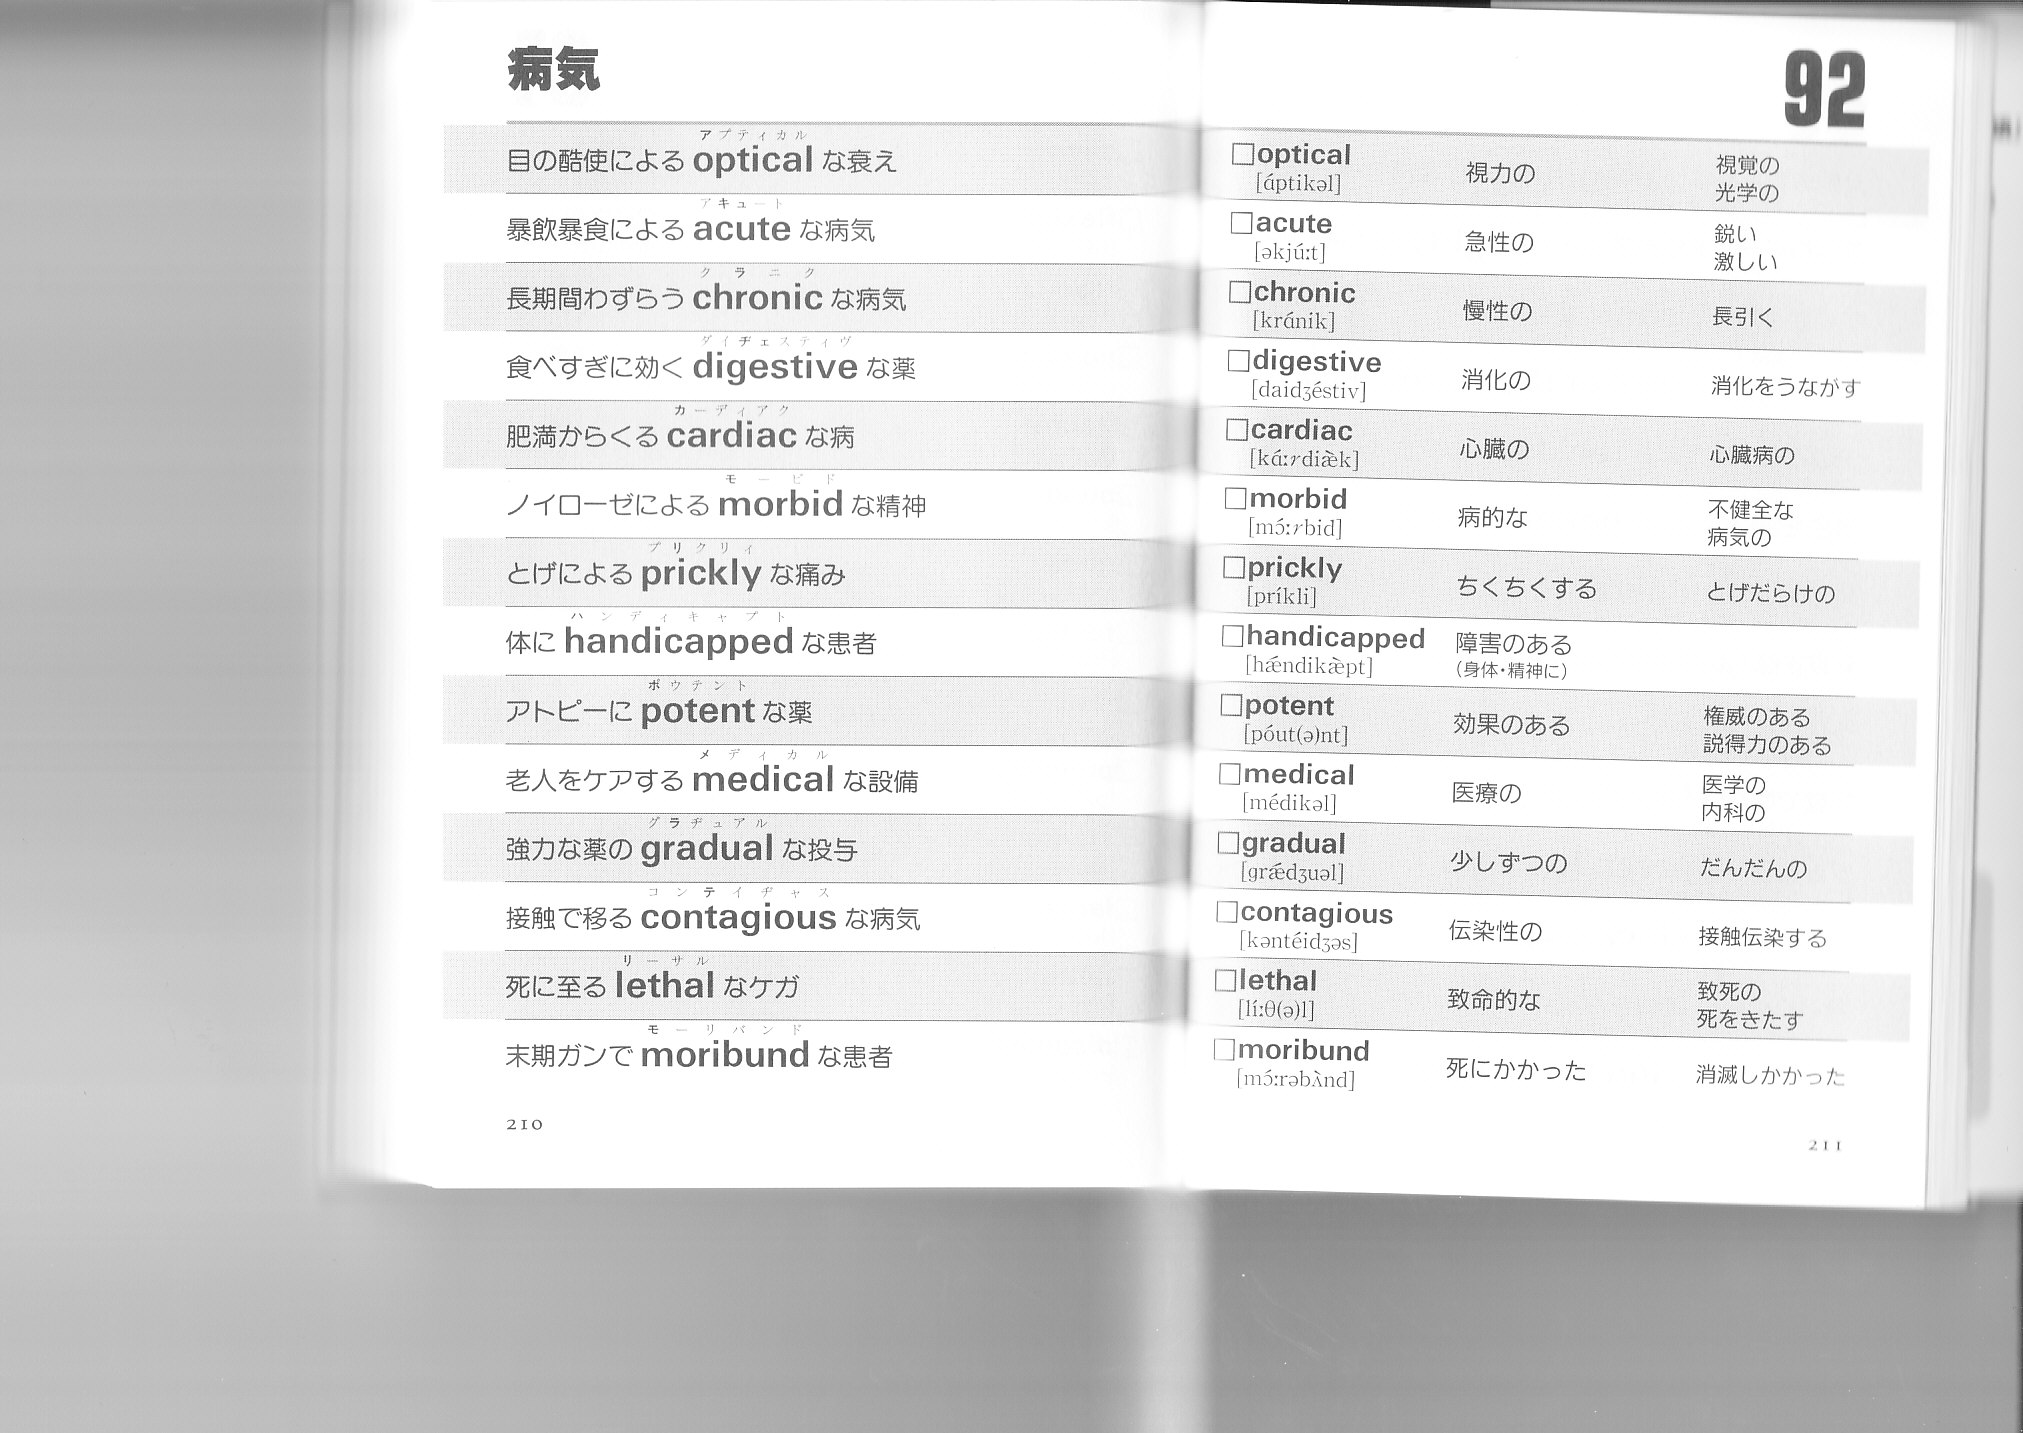 病気
アプティカル
目の酷使による optical な衰え
アキュート
暴飲暴食による acute な病気
クラニク
長期間わずらう chronic な病気
ダイヂェスティヴ
食べすぎに効く digestive な薬
カーディアク
肥満からくる cardiac な病
モービド
ノイローゼによる morbid な精神
プリクリィ
とげによる prickly な痛み
ハンディキャプト
体に handicapped な患者
ポウテント
アトピーに potent な薬
メディカル
老人をケアする medical な設備
グラヂュアル
強力な薬の gradual な投与
コンテイヂャス
接触で移る contagious な病気
リーサル
死に至る lethal なケガ
モーリバンド
末期ガンで moribund な患者
210
92
□optical 視力の 視覚の
[ɑ́ptikəl] 光学の
□acute 急性の 鋭い
[əkjúːt] 激しい
□chronic 慢性の 長引く
[krɑ́nik]
□digestive 消化の 消化をうながす
[daidʒéstiv]
□cardiac 心臓の 心臓病の
[kɑ́ːrdiæ̀k]
□morbid 病的な 不健全な
[mɔ́ːrbid] 病気の
□prickly ちくちくする とげだらけの
[príkli]
□handicapped 障害のある
[hǽndikæ̀pt] (身体・精神に)
□potent 効果のある 権威のある
[póut(ə)nt] 説得力のある
□medical 医療の 医学の
[médikəl] 内科の
□gradual 少しずつの だんだんの
[grǽdʒuəl]
□contagious 伝染性の 接触伝染する
[kəntéidʒəs]
□lethal 致命的な 致死の
[líːθ(ə)l] 死をきたす
□moribund 死にかかった 消滅しかかった
[mɔ́ːrəbʌ̀nd]
211